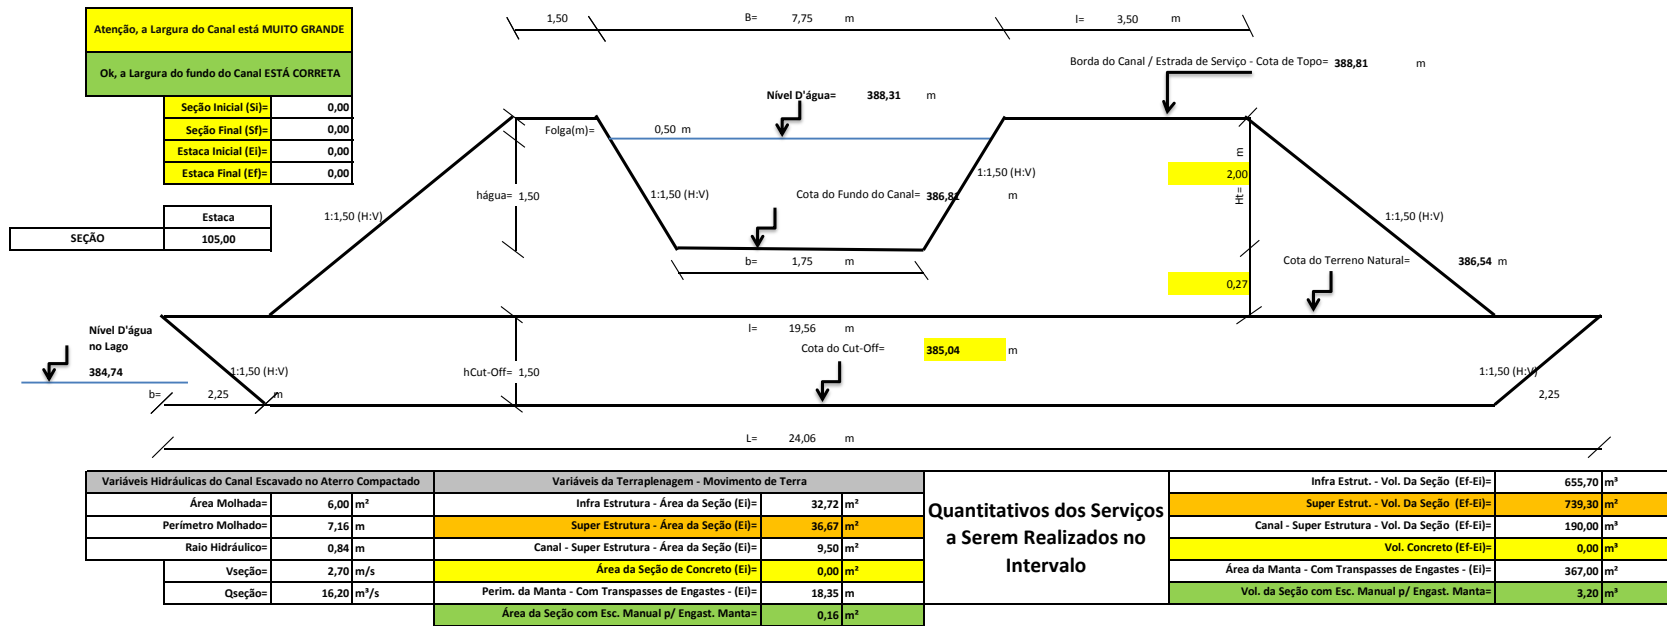 1,50 B= 7,75 m l= 3,50 m
Atenção, a Largura do Canal está MUITO GRANDE
Ok, a Largura do fundo do Canal ESTÁ CORRETA
Borda do Canal / Estrada de Serviço - Cota de Topo= 388,81 m
Nível D'água= 388,31 m
Seção Inicial (Si)= 0,00
Seção Final (Sf)= 0,00
Estaca Inicial (Ei)= 0,00
Estaca Final (Ef)= 0,00
Folga(m)= 0,50 m
m
2,00
Ht=
1:1,50 (H:V)
hágua= 1,50
1:1,50 (H:V)
Cota do Fundo do Canal= 386,81 m
1:1,50 (H:V)
1:1,50 (H:V)
Estaca
SEÇÃO 105,00
b= 1,75 m
Cota do Terreno Natural= 386,54 m
0,27
Nível D'água
no Lago
384,74
l= 19,56 m
Cota do Cut-Off= 385,04 m
1:1,50 (H:V)
hCut-Off= 1,50
1:1,50 (H:V)
b= 2,25 m
2,25
L= 24,06 m
Variáveis Hidráulicas do Canal Escavado no Aterro Compactado
Área Molhada= 6,00 m²
Perímetro Molhado= 7,16 m
Raio Hidráulico= 0,84 m
Vseção= 2,70 m/s
Qseção= 16,20 m³/s
Variáveis da Terraplenagem - Movimento de Terra
Infra Estrutura - Área da Seção (Ei)= 32,72 m²
Super Estrutura - Área da Seção (Ei)= 36,67 m²
Canal - Super Estrutura - Área da Seção (Ei)= 9,50 m²
Área da Seção de Concreto (Ei)= 0,00 m²
Perim. da Manta - Com Transpasses de Engastes - (Ei)= 18,35 m
Área da Seção com Esc. Manual p/ Engast. Manta= 0,16 m²
Quantitativos dos Serviços
a Serem Realizados no
Intervalo
Infra Estrut. - Vol. Da Seção (Ef-Ei)= 655,70 m³
Super Estrut. - Vol. Da Seção (Ef-Ei)= 739,30 m²
Canal - Super Estrutura - Vol. Da Seção (Ef-Ei)= 190,00 m³
Vol. Concreto (Ef-Ei)= 0,00 m³
Área da Manta - Com Transpasses de Engastes - (Ei)= 367,00 m²
Vol. da Seção com Esc. Manual p/ Engast. Manta= 3,20 m³